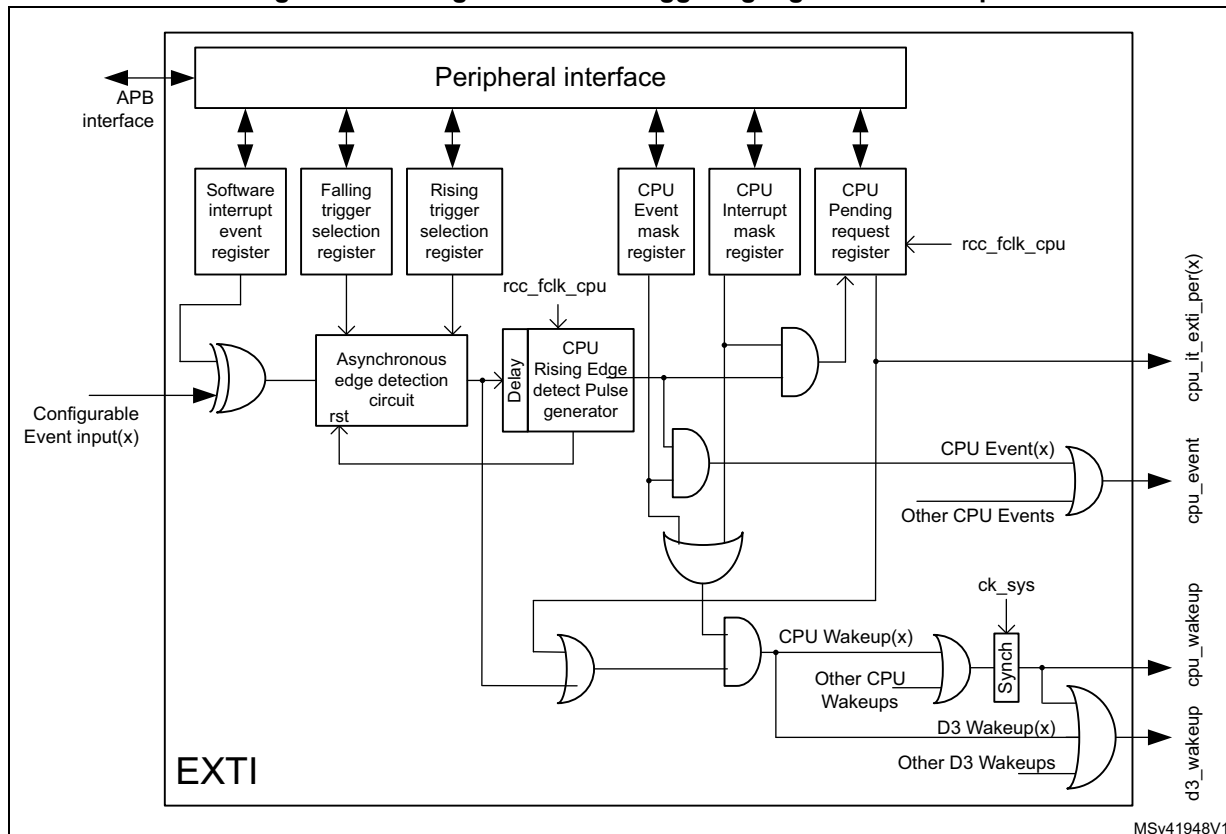 Peripheral interface
APB
interface
Software
interrupt
event
register
Falling
trigger
selection
register
Rising
trigger
selection
register
CPU
Event
mask
register
CPU
Interrupt
mask
register
CPU
Pending
request
register
rcc_fclk_cpu
rcc_fclk_cpu
cpu_it_exti_per(x)
Asynchronous
edge detection
circuit
rst
Delay
CPU
Rising Edge
detect Pulse
generator
Configurable
Event input(x)
CPU Event(x)
Other CPU Events
cpu_event
ck_sys
CPU Wakeup(x)
Other CPU
Wakeups
Synch
cpu_wakeup
D3 Wakeup(x)
Other D3 Wakeups
d3_wakeup
EXTI
MSv41948V1